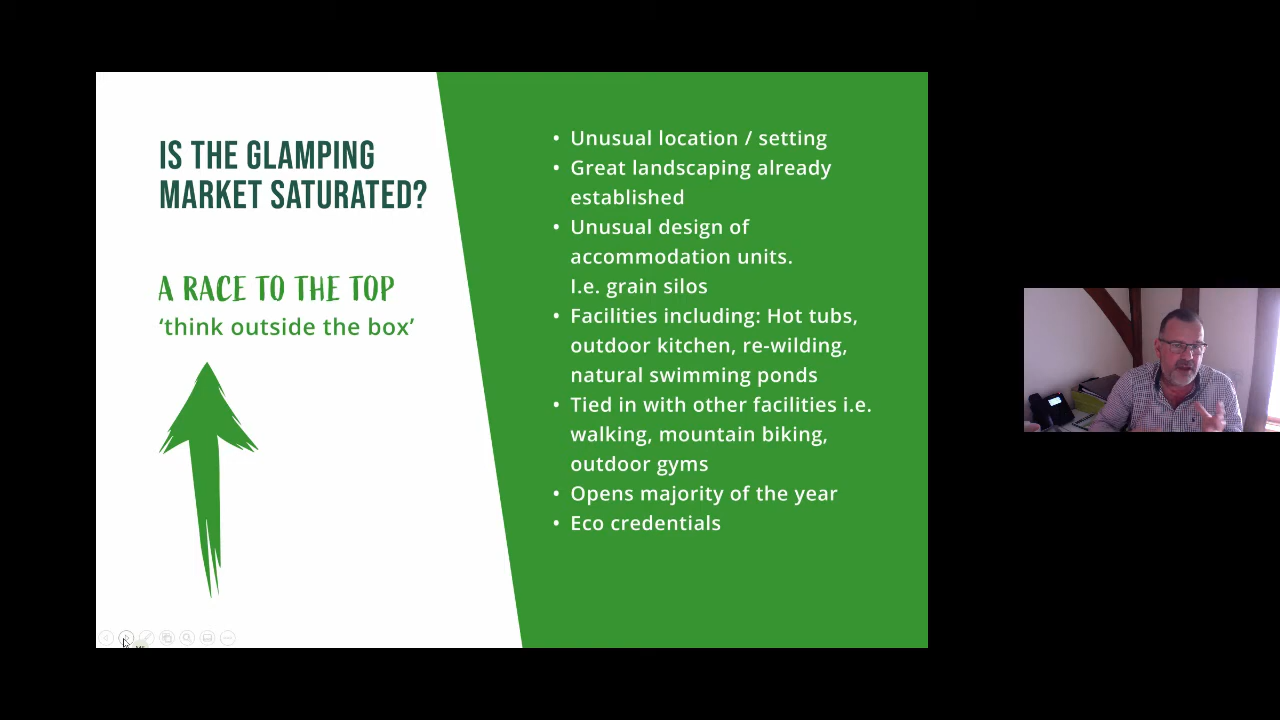 IS THE GLAMPING
MARKET SATURATED?
A RACE TO THE TOP
‘think outside the box’
• Unusual location / setting
• Great landscaping already
established
• Unusual design of
accommodation units.
I.e. grain silos
• Facilities including: Hot tubs,
outdoor kitchen, re-wilding,
natural swimming ponds
• Tied in with other facilities i.e.
walking, mountain biking,
outdoor gyms
• Opens majority of the year
• Eco credentials